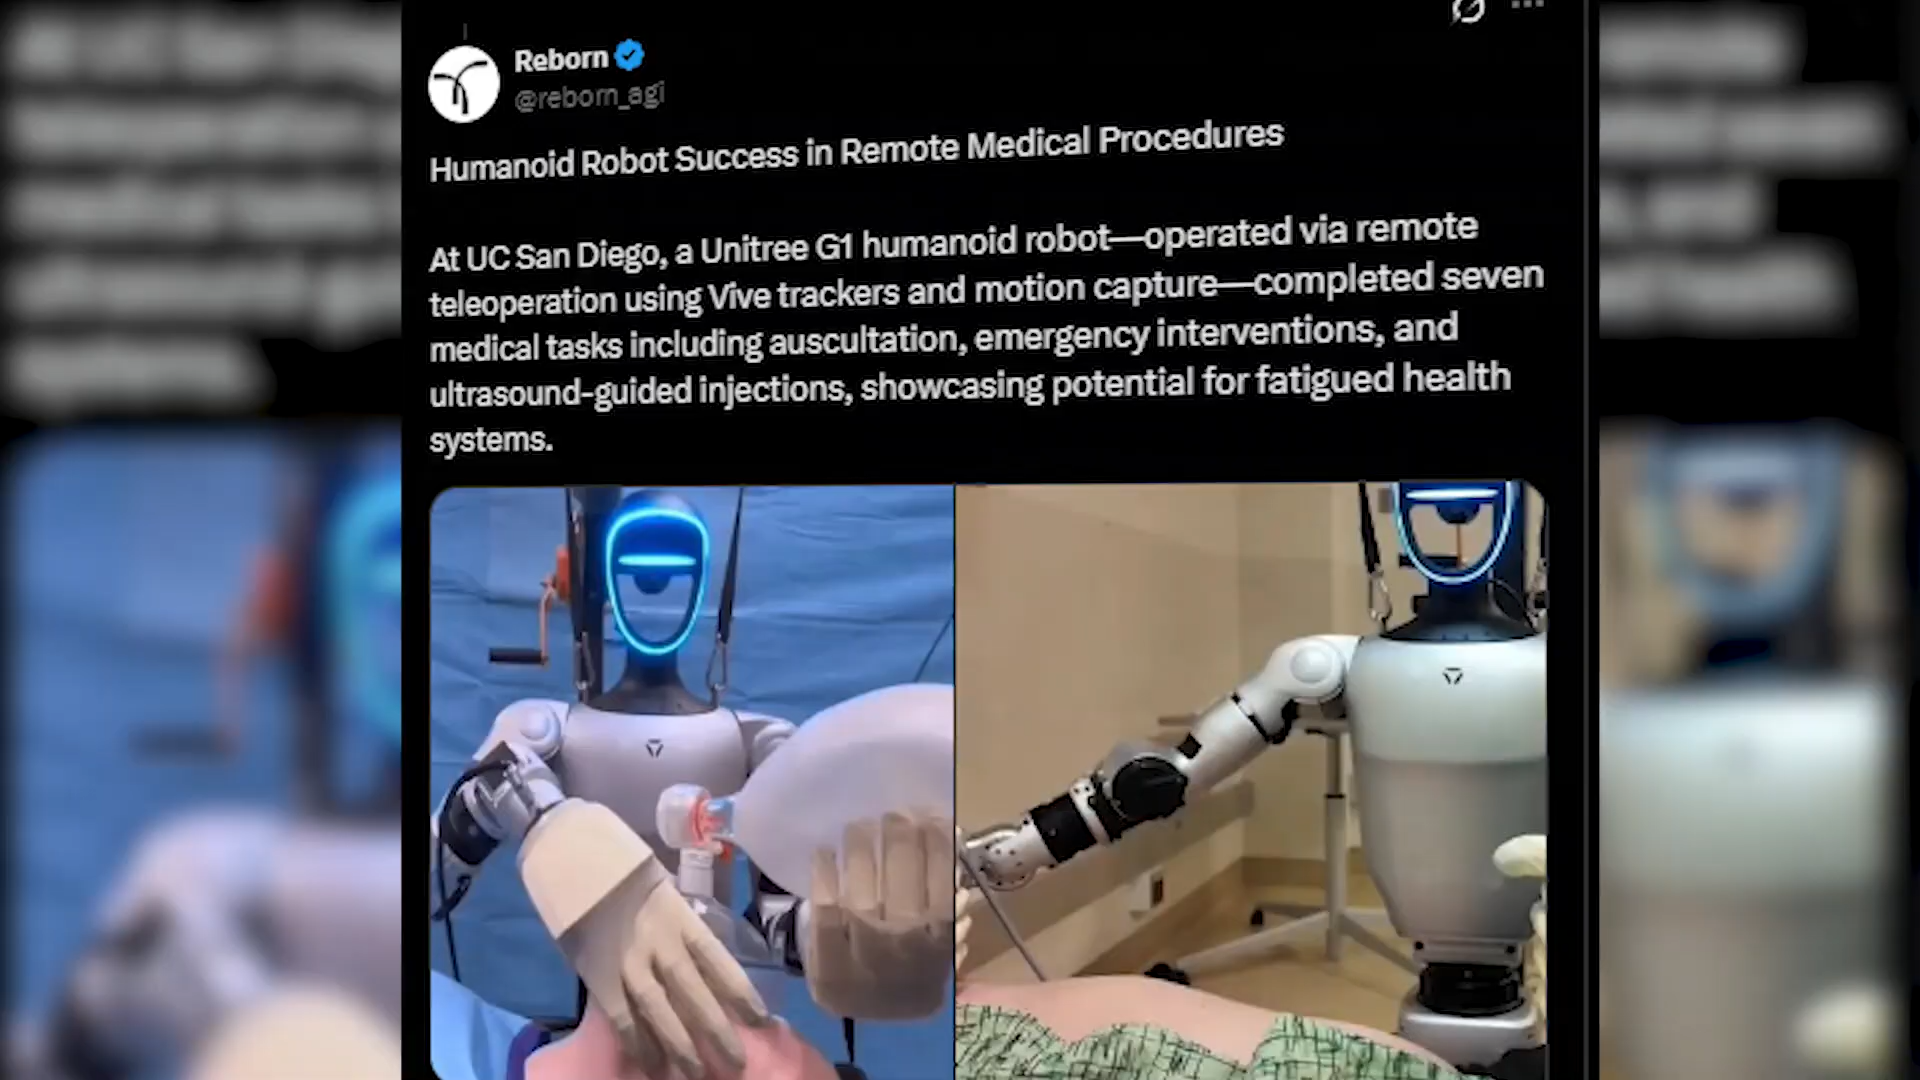 Reborn
@reborn_agi
Humanoid Robot Success in Remote Medical Procedures
At UC San Diego, a Unitree G1 humanoid robot—operated via remote
teleoperation using Vive trackers and motion capture—completed seven
medical tasks including auscultation, emergency interventions, and
ultrasound-guided injections, showcasing potential for fatigued health
systems.